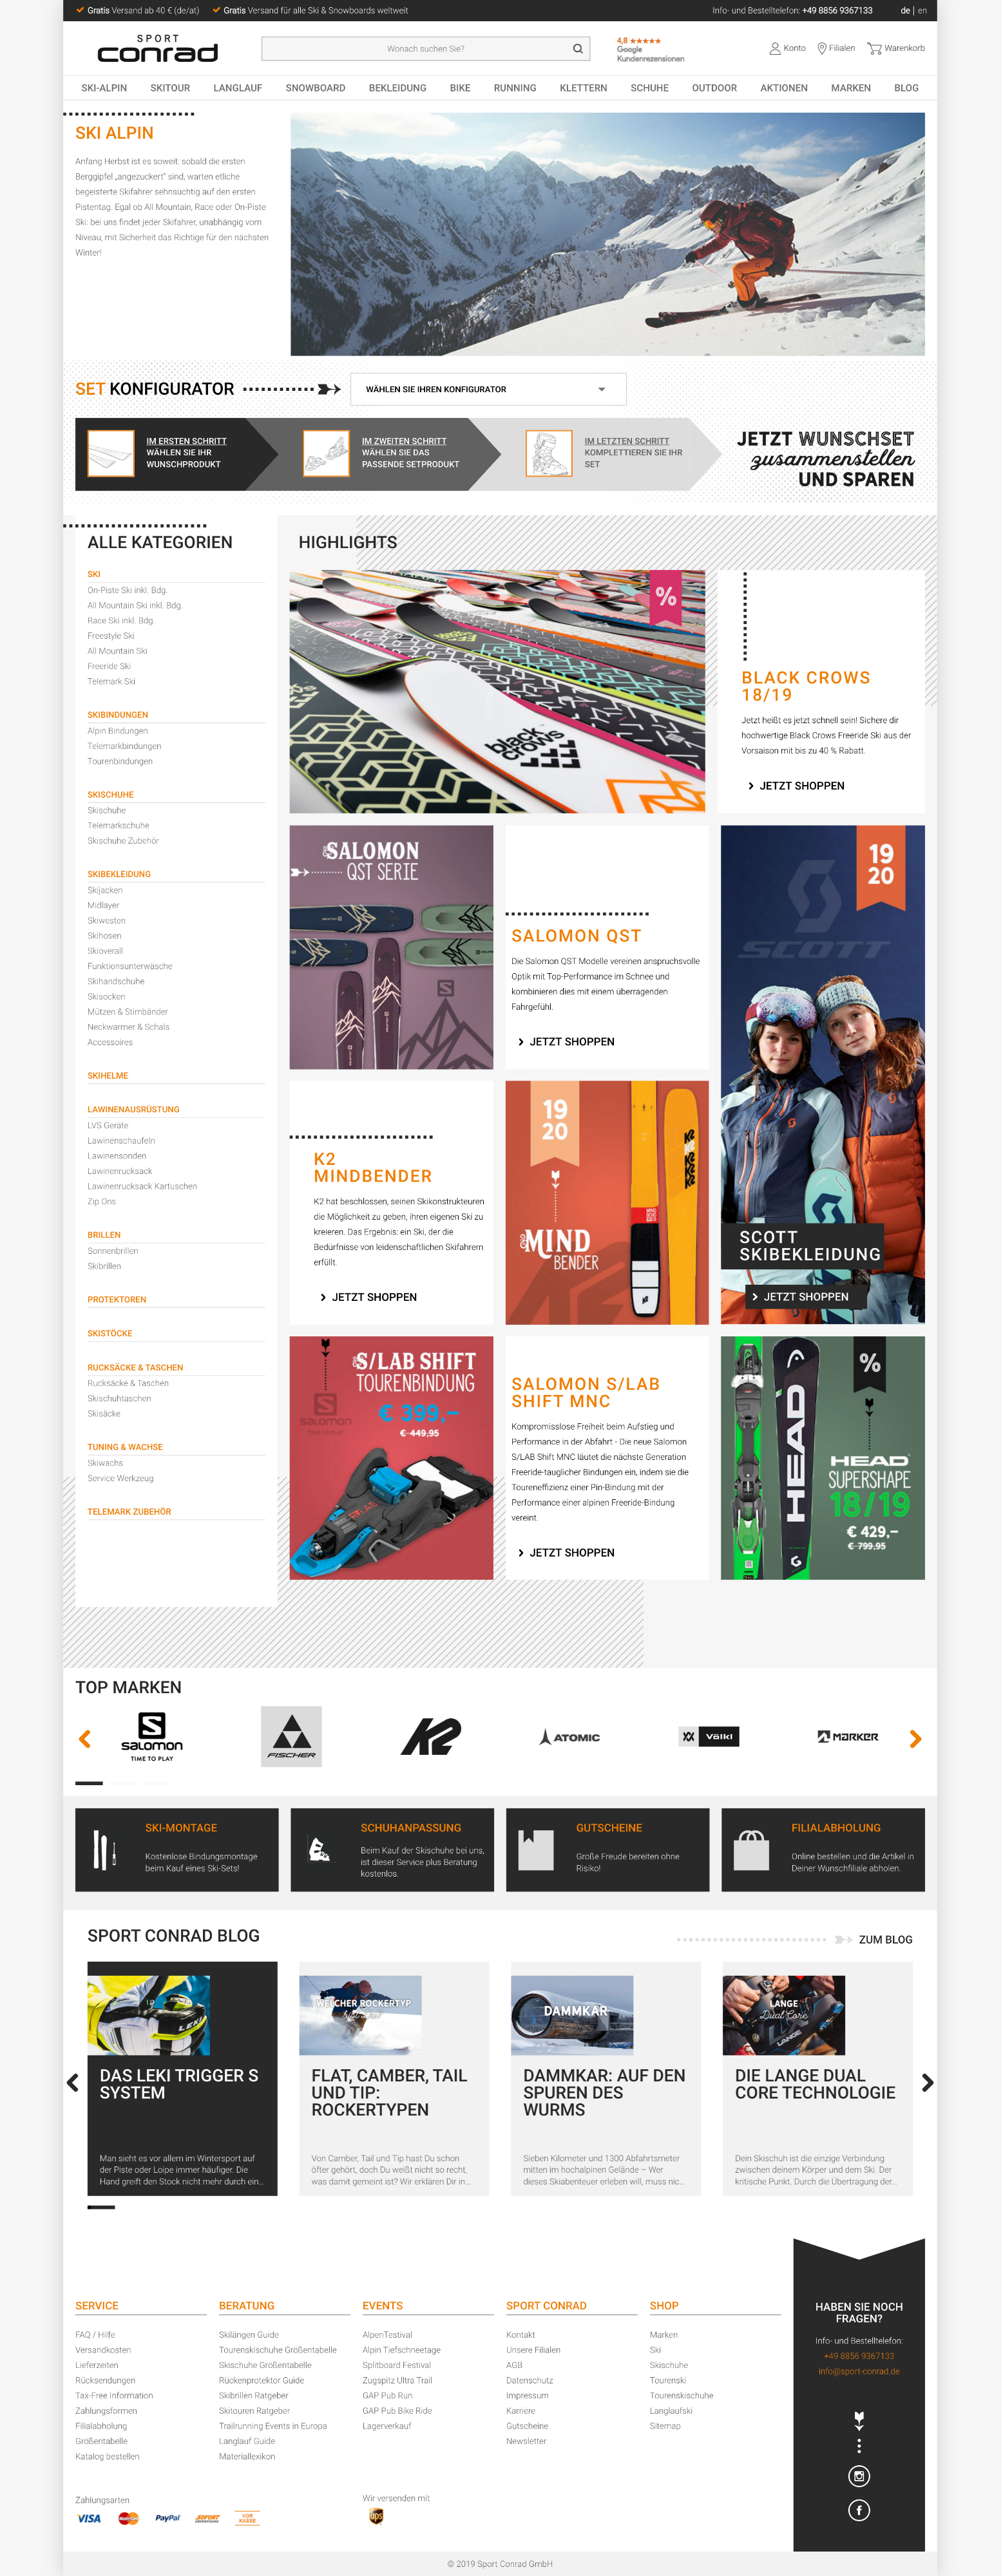 Gratis Versand ab 40 € (de/at)
Gratis Versand für alle Ski & Snowboards weltweit
Info- und Bestelltelefon: +49 8856 9367133
de | en
SPORT
conrad
Wonach suchen Sie?
4,8 ★★★★★
Google
Kundenrezensionen
Konto
Filialen
Warenkorb
SKI-ALPIN SKITOUR LANGLAUF SNOWBOARD BEKLEIDUNG BIKE RUNNING KLETTERN SCHUHE OUTDOOR AKTIONEN MARKEN BLOG
SKI ALPIN
Anfang Herbst ist es soweit: sobald die ersten
Berggipfel „angezuckert" sind, warten etliche
begeisterte Skifahrer sehnsüchtig auf den ersten
Pistentag. Egal ob All Mountain, Race oder On-Piste
Ski: bei uns findet jeder Skifahrer, unabhängig vom
Niveau, mit Sicherheit das Richtige für den nächsten
Winter!
SET KONFIGURATOR
WÄHLEN SIE IHREN KONFIGURATOR
IM ERSTEN SCHRITT
WÄHLEN SIE IHR
WUNSCHPRODUKT
IM ZWEITEN SCHRITT
WÄHLEN SIE DAS
PASSENDE SETPRODUKT
IM LETZTEN SCHRITT
KOMPLETTIEREN SIE IHR
SET
JETZT WUNSCHSET
zusammenstellen
UND SPAREN
ALLE KATEGORIEN
SKI
On-Piste Ski inkl. Bdg.
All Mountain Ski inkl. Bdg.
Race Ski inkl. Bdg.
Freestyle Ski
All Mountain Ski
Freeride Ski
Telemark Ski
SKIBINDUNGEN
Alpin Bindungen
Telemarkbindungen
Tourenbindungen
SKISCHUHE
Skischuhe
Telemarkschuhe
Skischuhe Zubehör
SKIBEKLEIDUNG
Skijacken
Midlayer
Skiwesten
Skihosen
Skioverall
Funktionsunterwäsche
Skihandschuhe
Skisocken
Mützen & Stirnbänder
Neckwarmer & Schals
Accessoires
SKIHELME
LAWINENAUSRÜSTUNG
LVS Geräte
Lawinenschaufeln
Lawinensonden
Lawinenrucksack
Lawinenrucksack Kartuschen
Zip Ons
BRILLEN
Sonnenbrillen
Skibrillen
PROTEKTOREN
SKISTÖCKE
RUCKSÄCKE & TASCHEN
Rucksäcke & Taschen
Skischuhtaschen
Skisäcke
TUNING & WACHSE
Skiwachs
Service Werkzeug
TELEMARK ZUBEHÖR
HIGHLIGHTS
%
black
crows
BLACK CROWS
18/19
Jetzt heißt es jetzt schnell sein! Sichere dir
hochwertige Black Crows Freeride Ski aus der
Vorsaison mit bis zu 40 % Rabatt.
JETZT SHOPPEN
SALOMON
QST SERIE
SALOMON QST
Die Salomon QST Modelle vereinen anspruchsvolle
Optik mit Top-Performance im Schnee und
kombinieren dies mit einem überragenden
Fahrgefühl.
JETZT SHOPPEN
19
20
SCOTT
SCOTT
SKIBEKLEIDUNG
JETZT SHOPPEN
K2
MINDBENDER
K2 hat beschlossen, seinen Skikonstrukteuren
die Möglichkeit zu geben, ihren eigenen Ski zu
kreieren. Das Ergebnis: ein Ski, der die
Bedürfnisse von leidenschaftlichen Skifahrern
erfüllt.
JETZT SHOPPEN
19
20
MIND
BENDER
S/LAB SHIFT
TOURENBINDUNG
salomon
TIME TO PLAY
€ 399,–
€ 449,95
SALOMON S/LAB
SHIFT MNC
Kompromisslose Freiheit beim Aufstieg und
Performance in der Abfahrt - Die neue Salomon
S/LAB Shift MNC läutet die nächste Generation
Freeride-tauglicher Bindungen ein, indem sie die
Toureneffizienz einer Pin-Bindung mit der
Performance einer alpinen Freeride-Bindung
vereint.
JETZT SHOPPEN
HEAD
%
HEAD
SUPERSHAPE
18/19
€ 429,–
€ 799,95
TOP MARKEN
salomon
TIME TO PLAY
FISCHER
K2
ATOMIC
Völkl
MARKER
SKI-MONTAGE
Kostenlose Bindungsmontage
beim Kauf eines Ski-Sets!
SCHUHANPASSUNG
Beim Kauf der Skischuhe bei uns,
ist dieser Service plus Beratung
kostenlos.
GUTSCHEINE
Große Freude bereiten ohne
Risiko!
FILIALABHOLUNG
Online bestellen und die Artikel in
Deiner Wunschfiliale abholen.
SPORT CONRAD BLOG
ZUM BLOG
LEKI
DAS LEKI TRIGGER S
SYSTEM
Man sieht es vor allem im Wintersport auf
der Piste oder Loipe immer häufiger. Die
Hand greift den Stock nicht mehr durch ein...
WELCHER ROCKERTYP
FLAT, CAMBER, TAIL
UND TIP:
ROCKERTYPEN
Von Camber, Tail und Tip hast Du schon
öfter gehört, doch Du weißt nicht so recht,
was damit gemeint ist? Wir erklären Dir in...
DAMMKAR
DAMMKAR: AUF DEN
SPUREN DES
WURMS
Sieben Kilometer und 1300 Abfahrtsmeter
mitten im hochalpinen Gelände – Wer
dieses Skiabenteuer erleben will, muss nic...
LANGE
Dual Core
LANGE
DIE LANGE DUAL
CORE TECHNOLOGIE
Dein Skischuh ist die einzige Verbindung
zwischen deinem Körper und dem Ski. Der
kritische Punkt. Durch die Übertragung der...
SERVICE
FAQ / Hilfe
Versandkosten
Lieferzeiten
Rücksendungen
Tax-Free Information
Zahlungsformen
Filialabholung
Größentabelle
Katalog bestellen
BERATUNG
Skilängen Guide
Tourenskischuhe Größentabelle
Skischuhe Größentabelle
Rückenprotektor Guide
Skibrillen Ratgeber
Skitouren Ratgeber
Trailrunning Events in Europa
Langlauf Guide
Materiallexikon
EVENTS
AlpenTestival
Alpin Tiefschneetage
Splitboard Festival
Zugspitz Ultra Trail
GAP Pub Run
GAP Pub Bike Ride
Lagerverkauf
SPORT CONRAD
Kontakt
Unsere Filialen
AGB
Datenschutz
Impressum
Karriere
Gutscheine
Newsletter
SHOP
Marken
Ski
Skischuhe
Tourenski
Tourenskischuhe
Langlaufski
Sitemap
HABEN SIE NOCH
FRAGEN?
Info- und Bestelltelefon:
+49 8856 9367133
info@sport-conrad.de
Zahlungsarten
VISA
MasterCard
PayPal
SOFORT
VOR
KASSE
Wir versenden mit
ups
© 2019 Sport Conrad GmbH